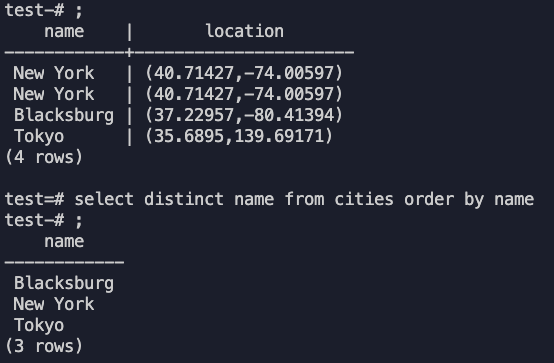 test-# ;
    name    |       location
------------+----------------------
 New York   | (40.71427,-74.00597)
 New York   | (40.71427,-74.00597)
 Blacksburg | (37.22957,-80.41394)
 Tokyo      | (35.6895,139.69171)
(4 rows)

test=# select distinct name from cities order by name
test-# ;
    name
------------
 Blacksburg
 New York
 Tokyo
(3 rows)